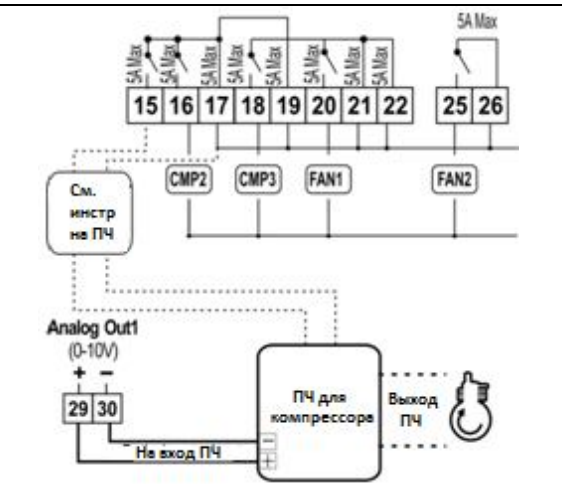 5A Max
5A Max 5A Max 5A Max 5A Max 5A Max 5A Max
15 16 17 18 19 20 21 22 25 26
CMP2 CMP3 FAN1 FAN2
См.
инстр
на ПЧ
Analog Out1
(0-10V)
+ −
29 30
ПЧ для
компрессора
Выход
ПЧ
−
На вход ПЧ
+